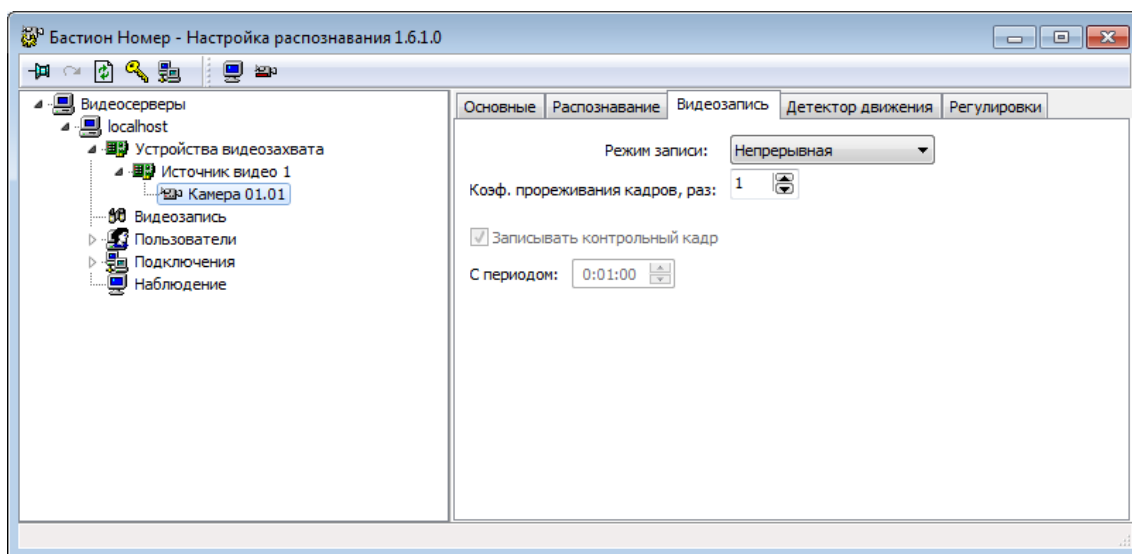 Бастион Номер - Настройка распознавания 1.6.1.0
Видеосерверы
localhost
Устройства видеозахвата
Источник видео 1
Камера 01.01
Видеозапись
Пользователи
Подключения
Наблюдение
Основные Распознавание Видеозапись Детектор движения Регулировки
Режим записи: Непрерывная
Коэф. прореживания кадров, раз: 1
Записывать контрольный кадр
С периодом: 0:01:00